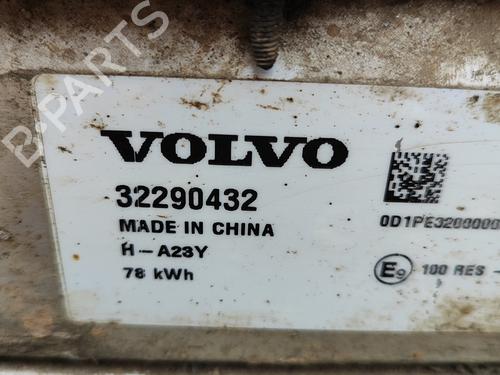 B-PARTS
VOLVO
32290432
MADE IN CHINA
H-A23Y
78 kWh
0D1PE3200000
E9 100 RES